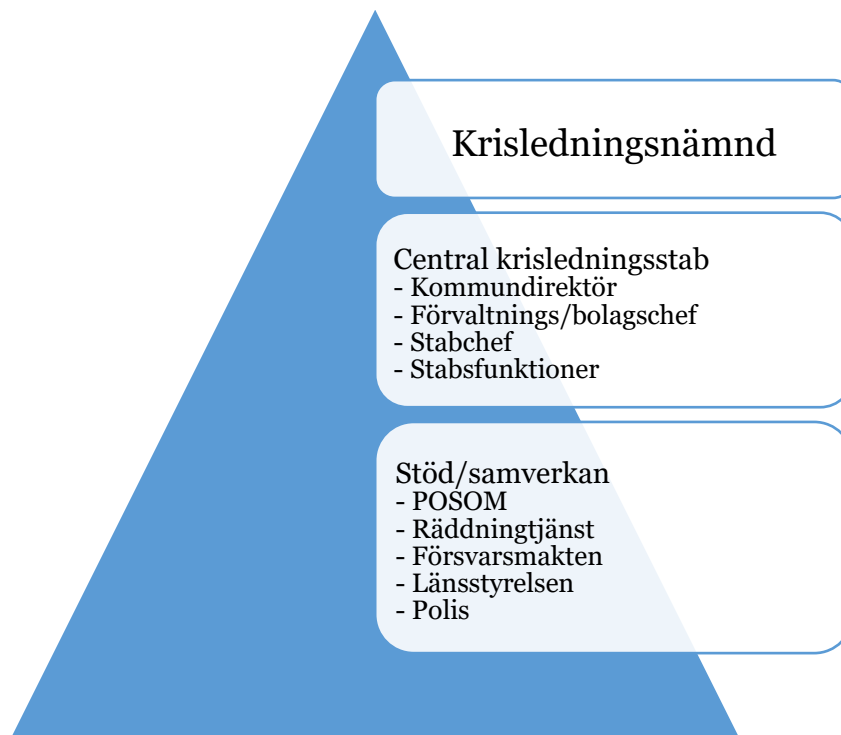 Krisledningsnämnd
Central krisledningsstab
- Kommundirektör
- Förvaltnings/bolagschef
- Stabchef
- Stabsfunktioner
Stöd/samverkan
- POSOM
- Räddningtjänst
- Försvarsmakten
- Länsstyrelsen
- Polis